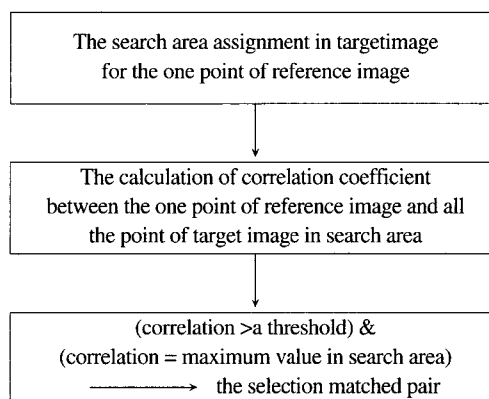 The search area assignment in targetimage
for the one point of reference image
The calculation of correlation coefficient
between the one point of reference image and all
the point of target image in search area
(correlation >a threshold) &
(correlation = maximum value in search area)
the selection matched pair